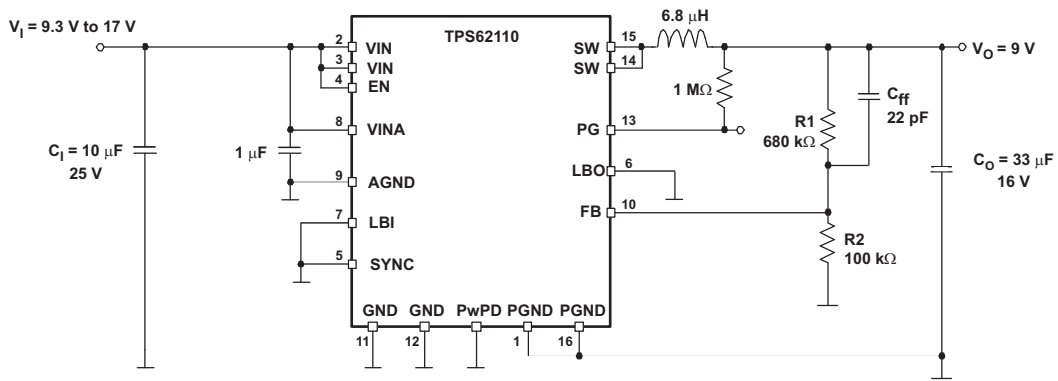 V_I = 9.3 V to 17 V
TPS62110
6.8 μH
2 VIN
3 VIN
4 EN
8 VINA
9 AGND
7 LBI
5 SYNC
SW 15
SW 14
PG 13
LBO 6
FB 10
GND GND PwPD PGND PGND
11 12 1 16
C_I = 10 μF
25 V
1 μF
1 MΩ
V_O = 9 V
C_ff
22 pF
R1
680 kΩ
C_O = 33 μF
16 V
R2
100 kΩ